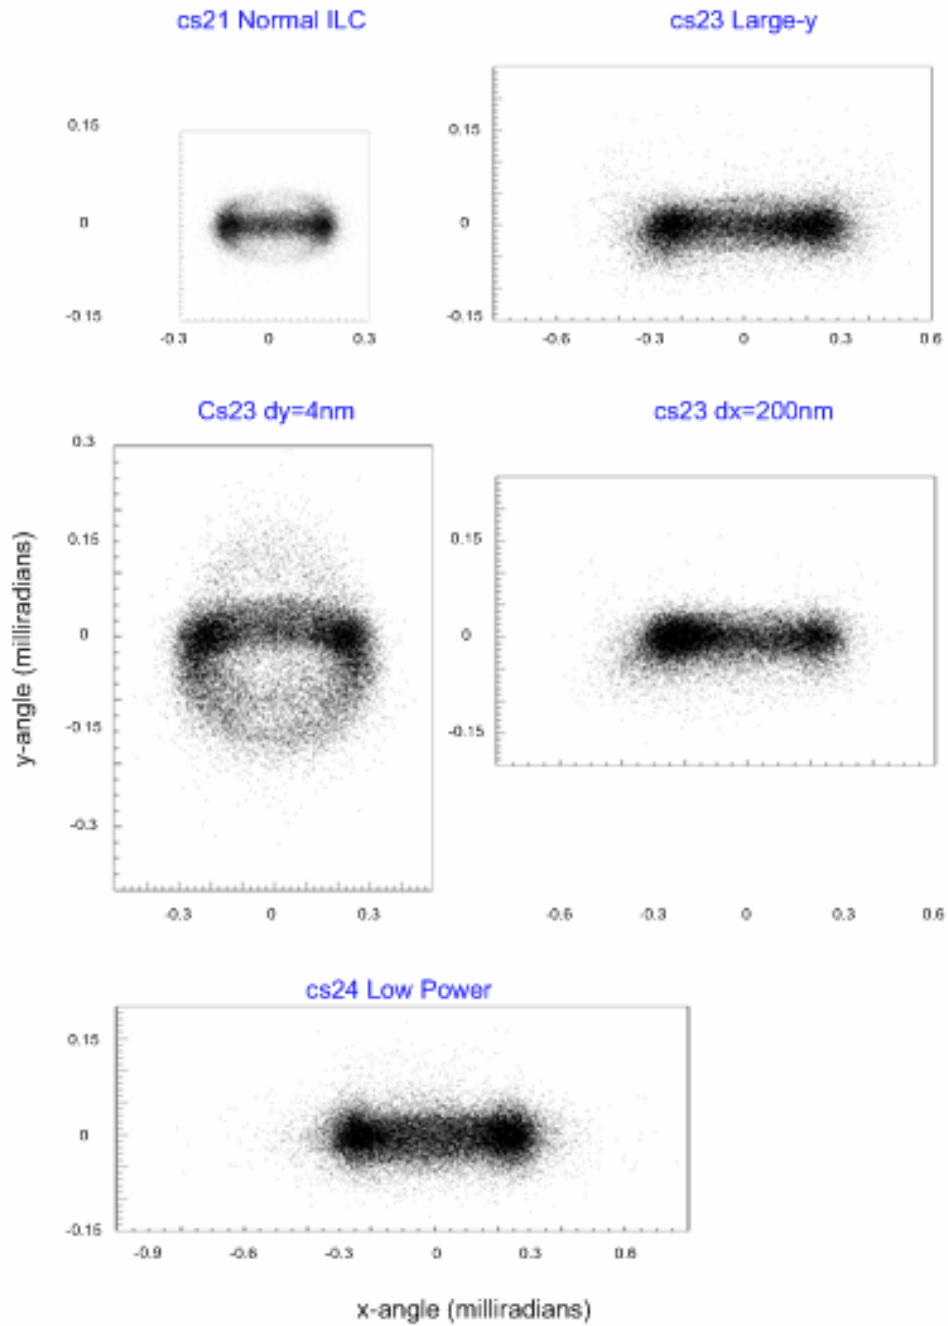 cs21 Normal ILC
cs23 Large-y
0.15
0
-0.15
-0.3 0 0.3
0.15
0
-0.15
-0.6 -0.3 0 0.3 0.6
Cs23 dy=4nm
cs23 dx=200nm
y-angle (milliradians)
0.3
0.15
0
-0.15
-0.3
-0.3 0 0.3
0.15
0
-0.15
-0.6 -0.3 0 0.3 0.6
cs24 Low Power
0.15
0
-0.15
-0.9 -0.6 -0.3 0 0.3 0.6
x-angle (milliradians)